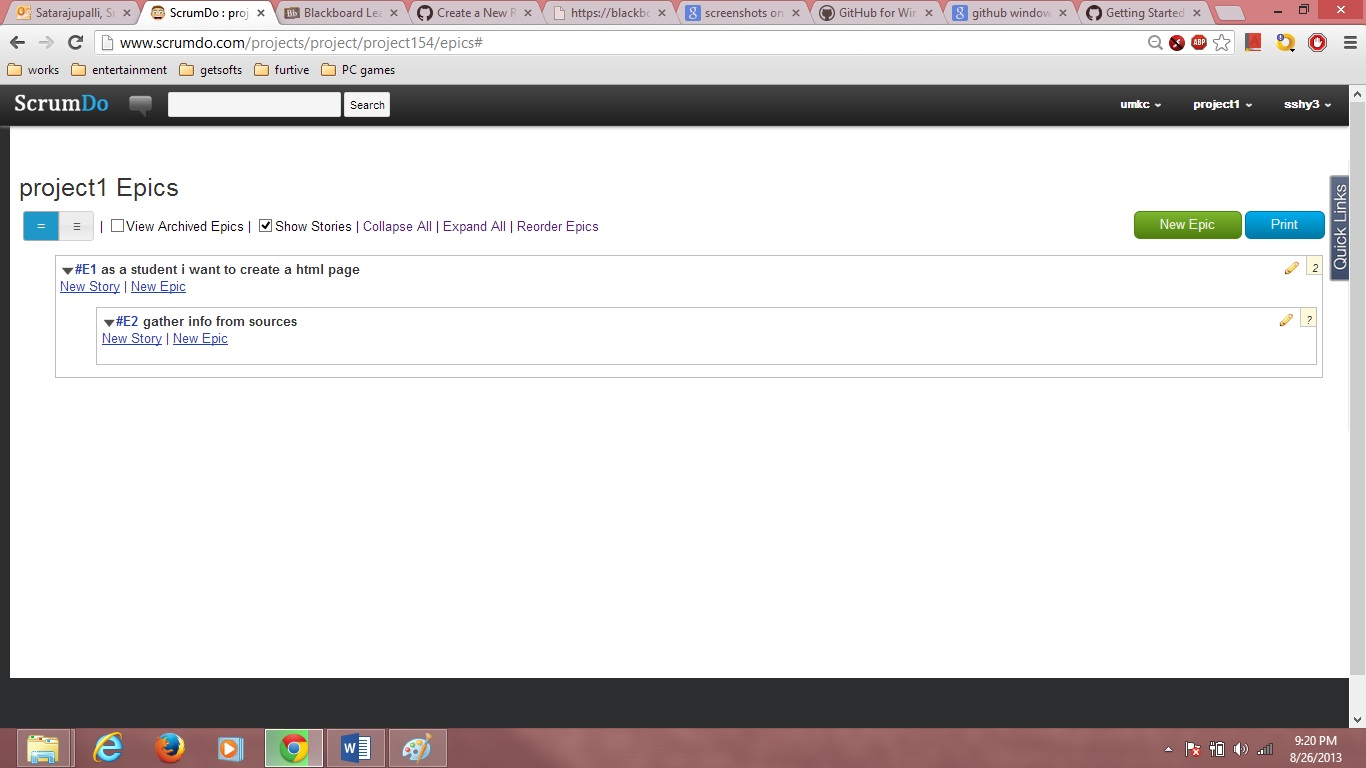 Satarajupalli, S
ScrumDo : proj
Blackboard Lea
Create a New R
https://blackbo
screenshots on
GitHub for Win
github window
Getting Started
www.scrumdo.com/projects/project/project154/epics#
ABP
works entertainment getsofts furtive PC games
ScrumDo Search umkc project1 sshy3
project1 Epics
Quick Links
= ≡ | View Archived Epics | Show Stories | Collapse All | Expand All | Reorder Epics New Epic Print
#E1 as a student i want to create a html page 2
New Story | New Epic
#E2 gather info from sources ?
New Story | New Epic
9:20 PM
8/26/2013